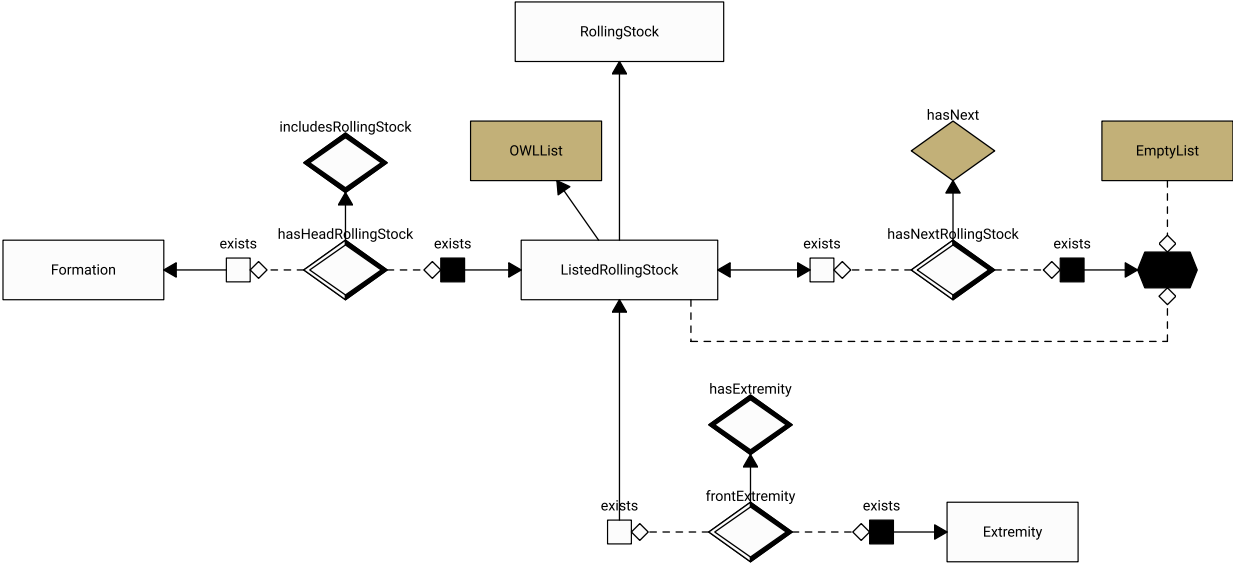 RollingStock
includesRollingStock
OWLList
hasNext
EmptyList
Formation
exists
hasHeadRollingStock
exists
ListedRollingStock
exists
hasNextRollingStock
exists
hasExtremity
exists
frontExtremity
exists
Extremity